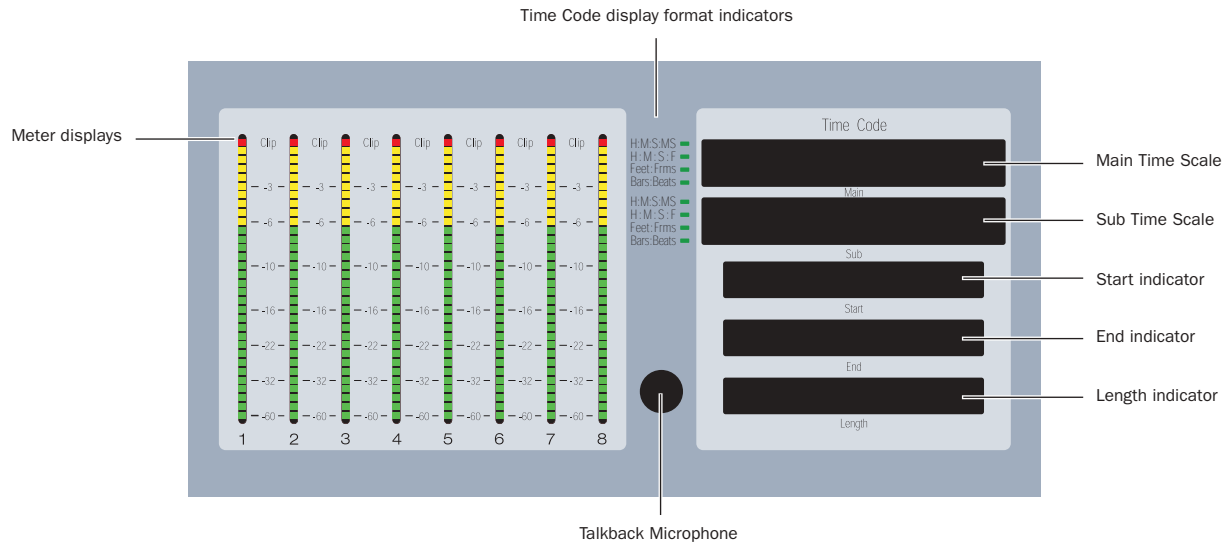 Time Code display format indicators
Meter displays
Clip Clip Clip Clip Clip Clip Clip
-3 -3 -3 -3 -3 -3 -3
-6 -6 -6 -6 -6 -6 -6
-10 -10 -10 -10 -10 -10 -10
-16 -16 -16 -16 -16 -16 -16
-22 -22 -22 -22 -22 -22 -22
-32 -32 -32 -32 -32 -32 -32
-60 -60 -60 -60 -60 -60 -60
1 2 3 4 5 6 7 8
H:M:S:MS
H:M:S:F
Feet:Frms
Bars:Beats
H:M:S:MS
H:M:S:F
Feet:Frms
Bars:Beats
Time Code
Main
Sub
Start
End
Length
Main Time Scale
Sub Time Scale
Start indicator
End indicator
Length indicator
Talkback Microphone